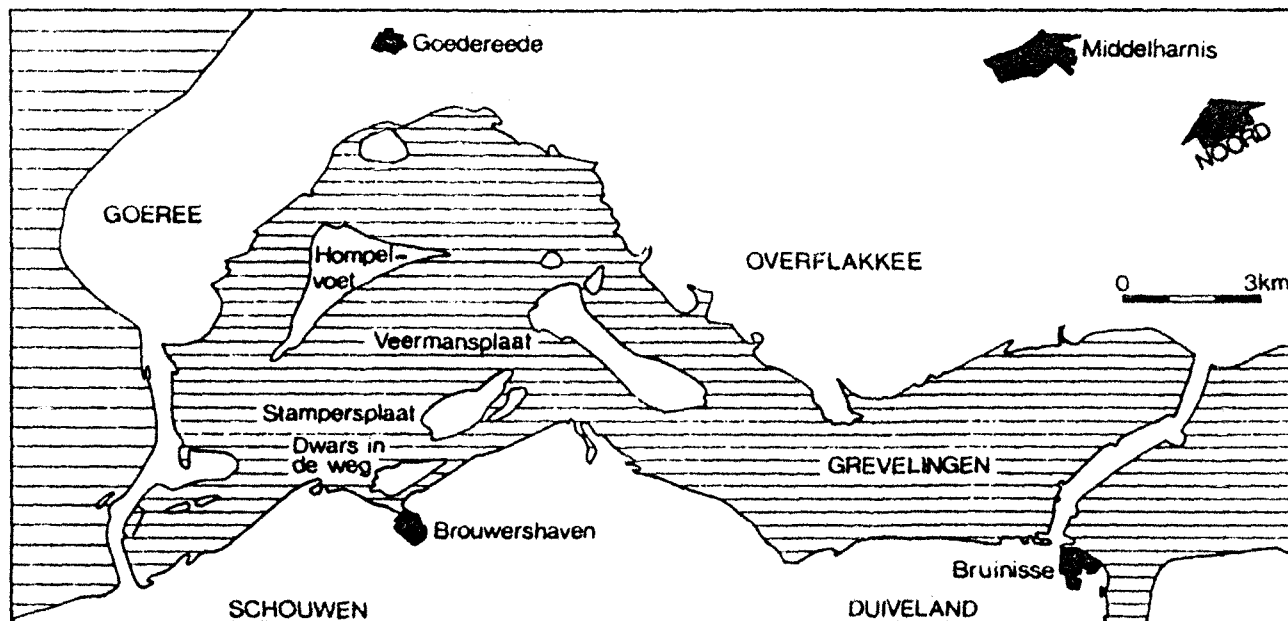 Goedereede
Middelharnis
NOORD
GOEREE
Hompel-
voet
OVERFLAKKEE
0 3km
Veermansplaat
Stampersplaat
Dwars in
de weg
GREVELINGEN
Brouwershaven
Bruinisse
SCHOUWEN
DUIVELAND